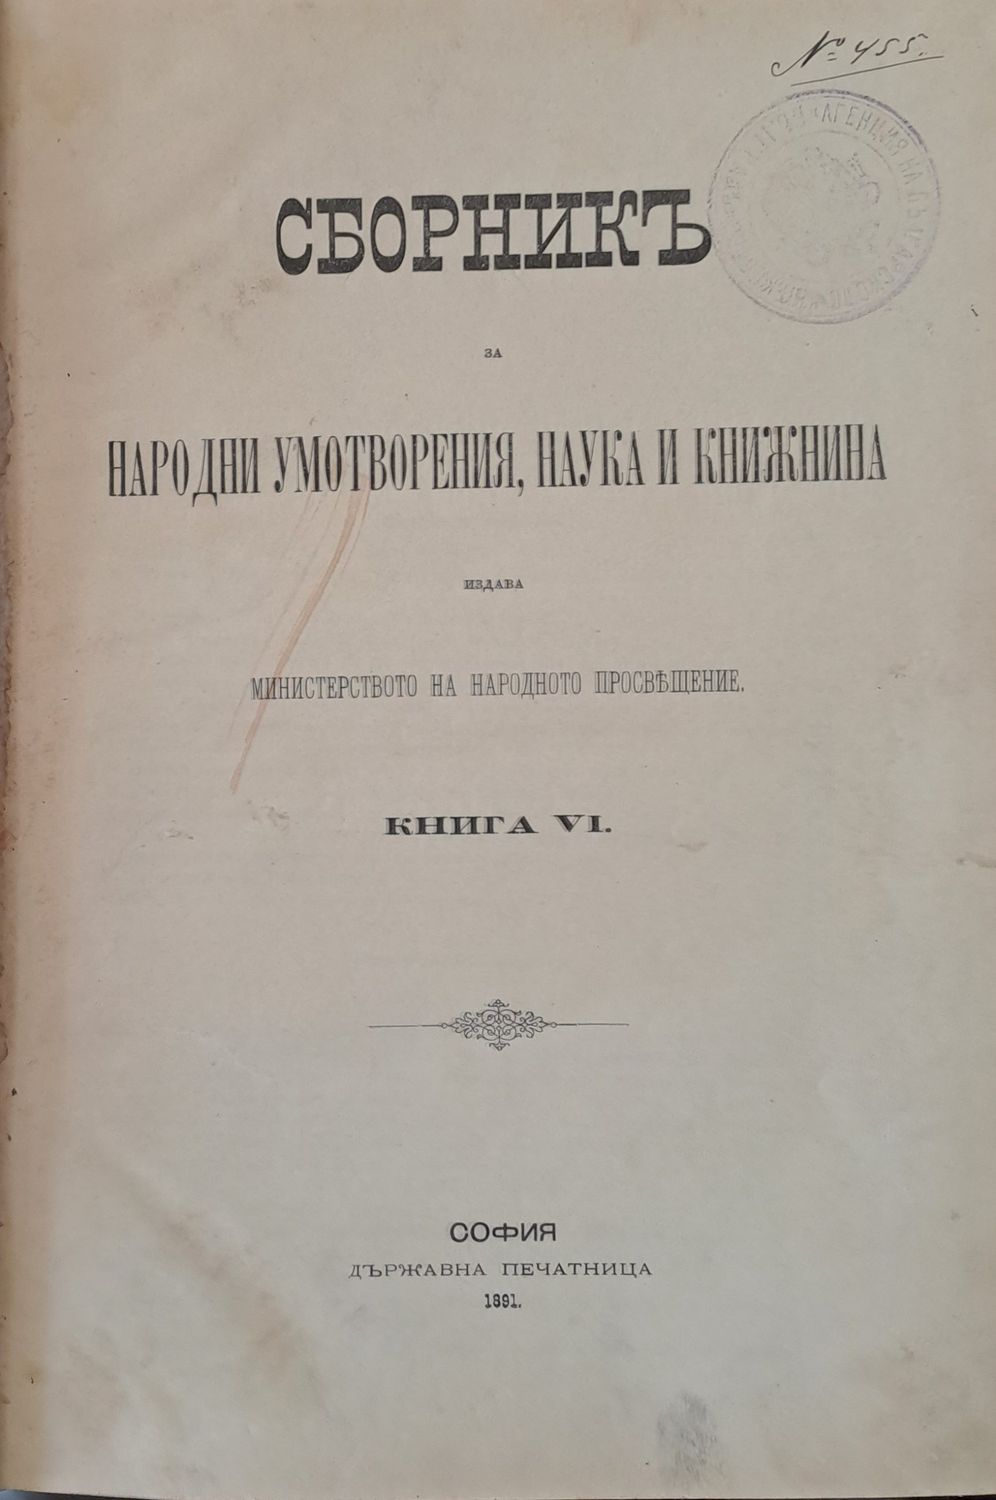 № 455.
СБОРНИКЪ
ЗА
НАРОДНИ УМОТВОРЕНИЯ, НАУКА И КНИЖНИНА
ИЗДАВА
МИНИСТЕРСТВОТО НА НАРОДНОТО ПРОСВѢЩЕНИЕ.
КНИГА VI.
СОФИЯ
ДЪРЖАВНА ПЕЧАТНИЦА
1891.